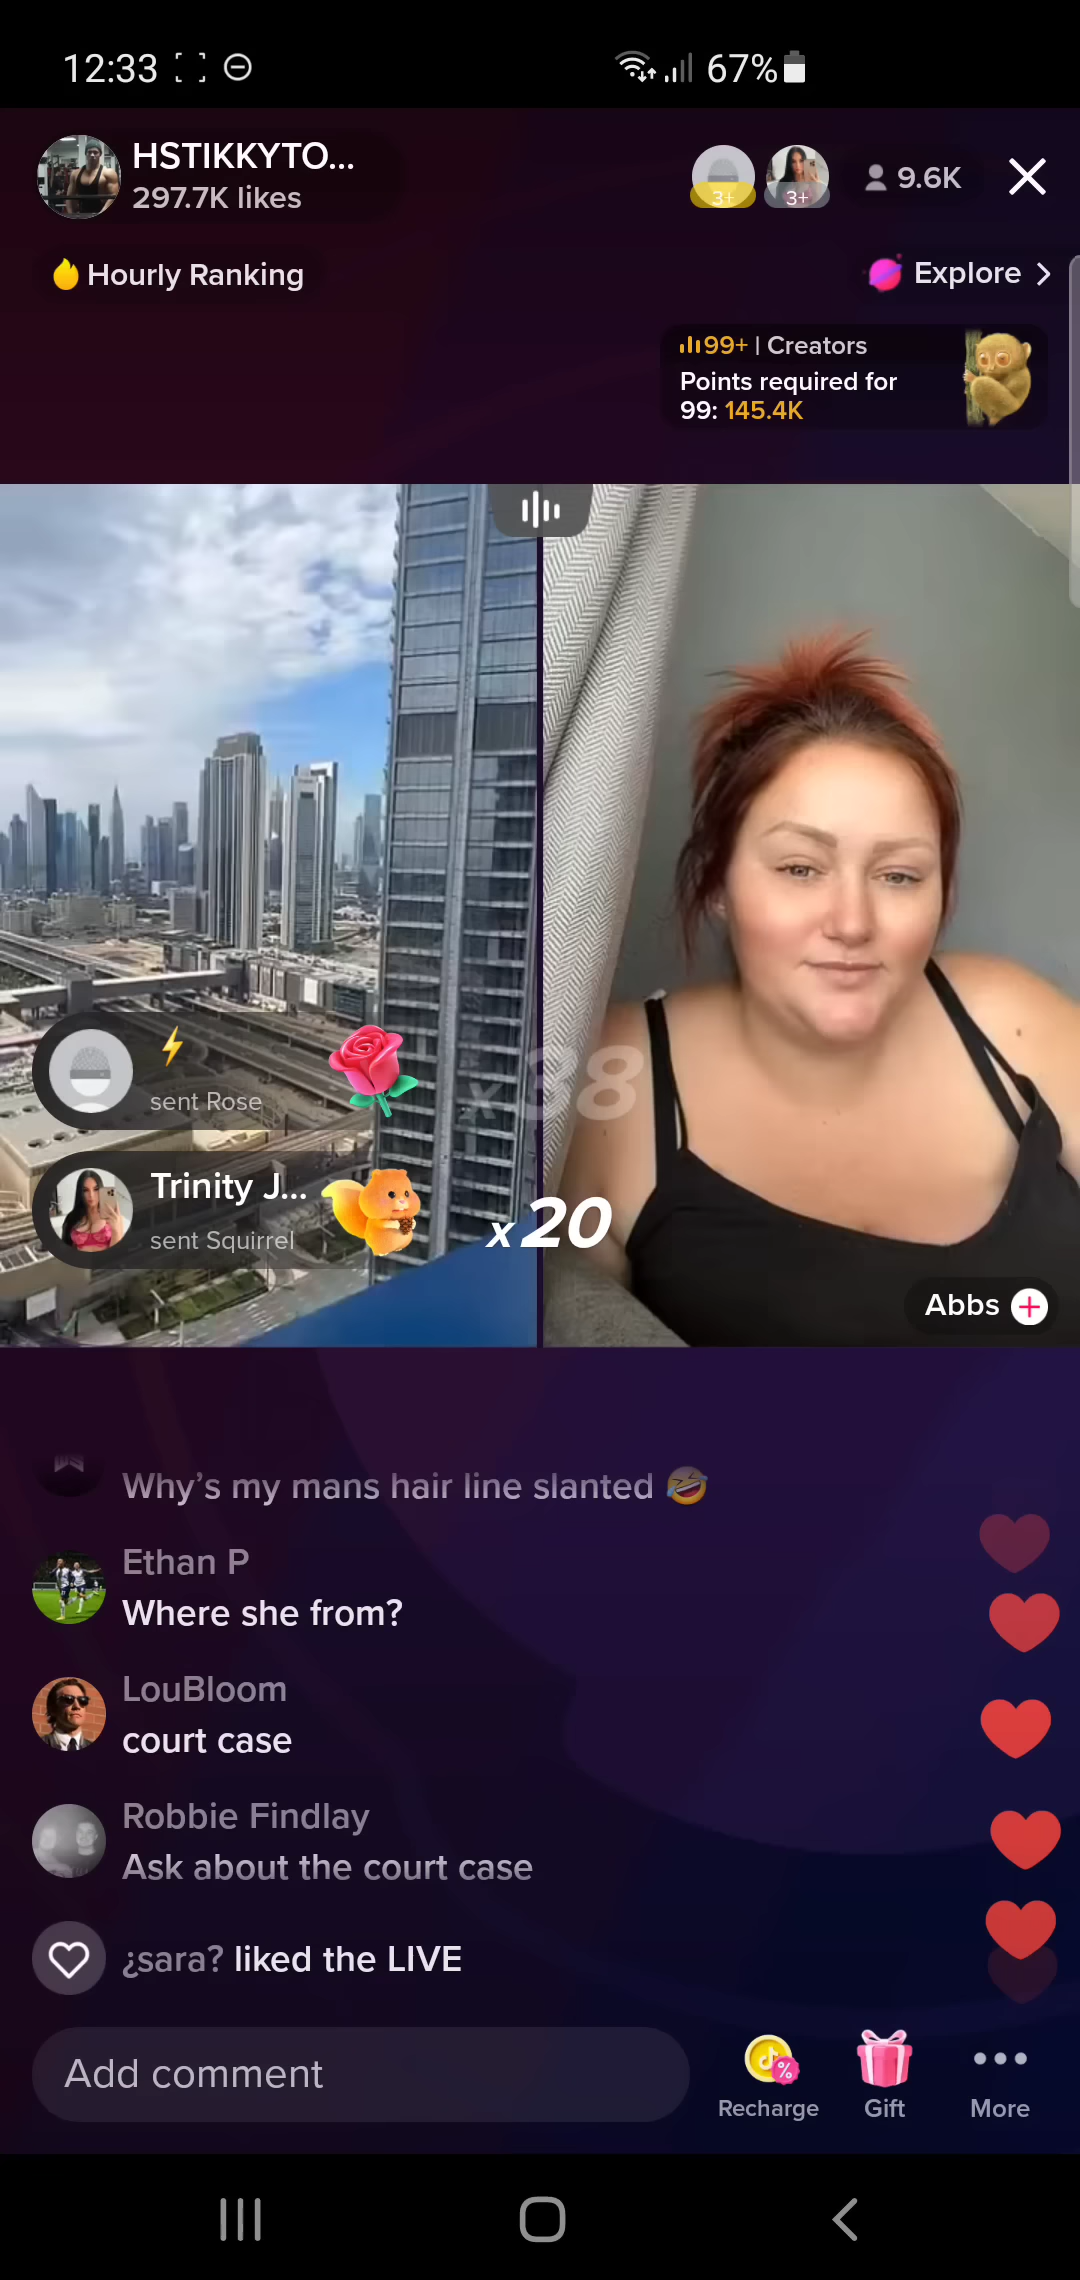 12:33
67%
HSTIKKYTO...
297.7K likes
3+
3+
9.6K
Hourly Ranking
Explore
99+ | Creators
Points required for
99: 145.4K
sent Rose
x38
Trinity J...
sent Squirrel
x20
Abbs
Why's my mans hair line slanted 🤣
Ethan P
Where she from?
LouBloom
court case
Robbie Findlay
Ask about the court case
¿sara? liked the LIVE
Add comment
Recharge
Gift
More